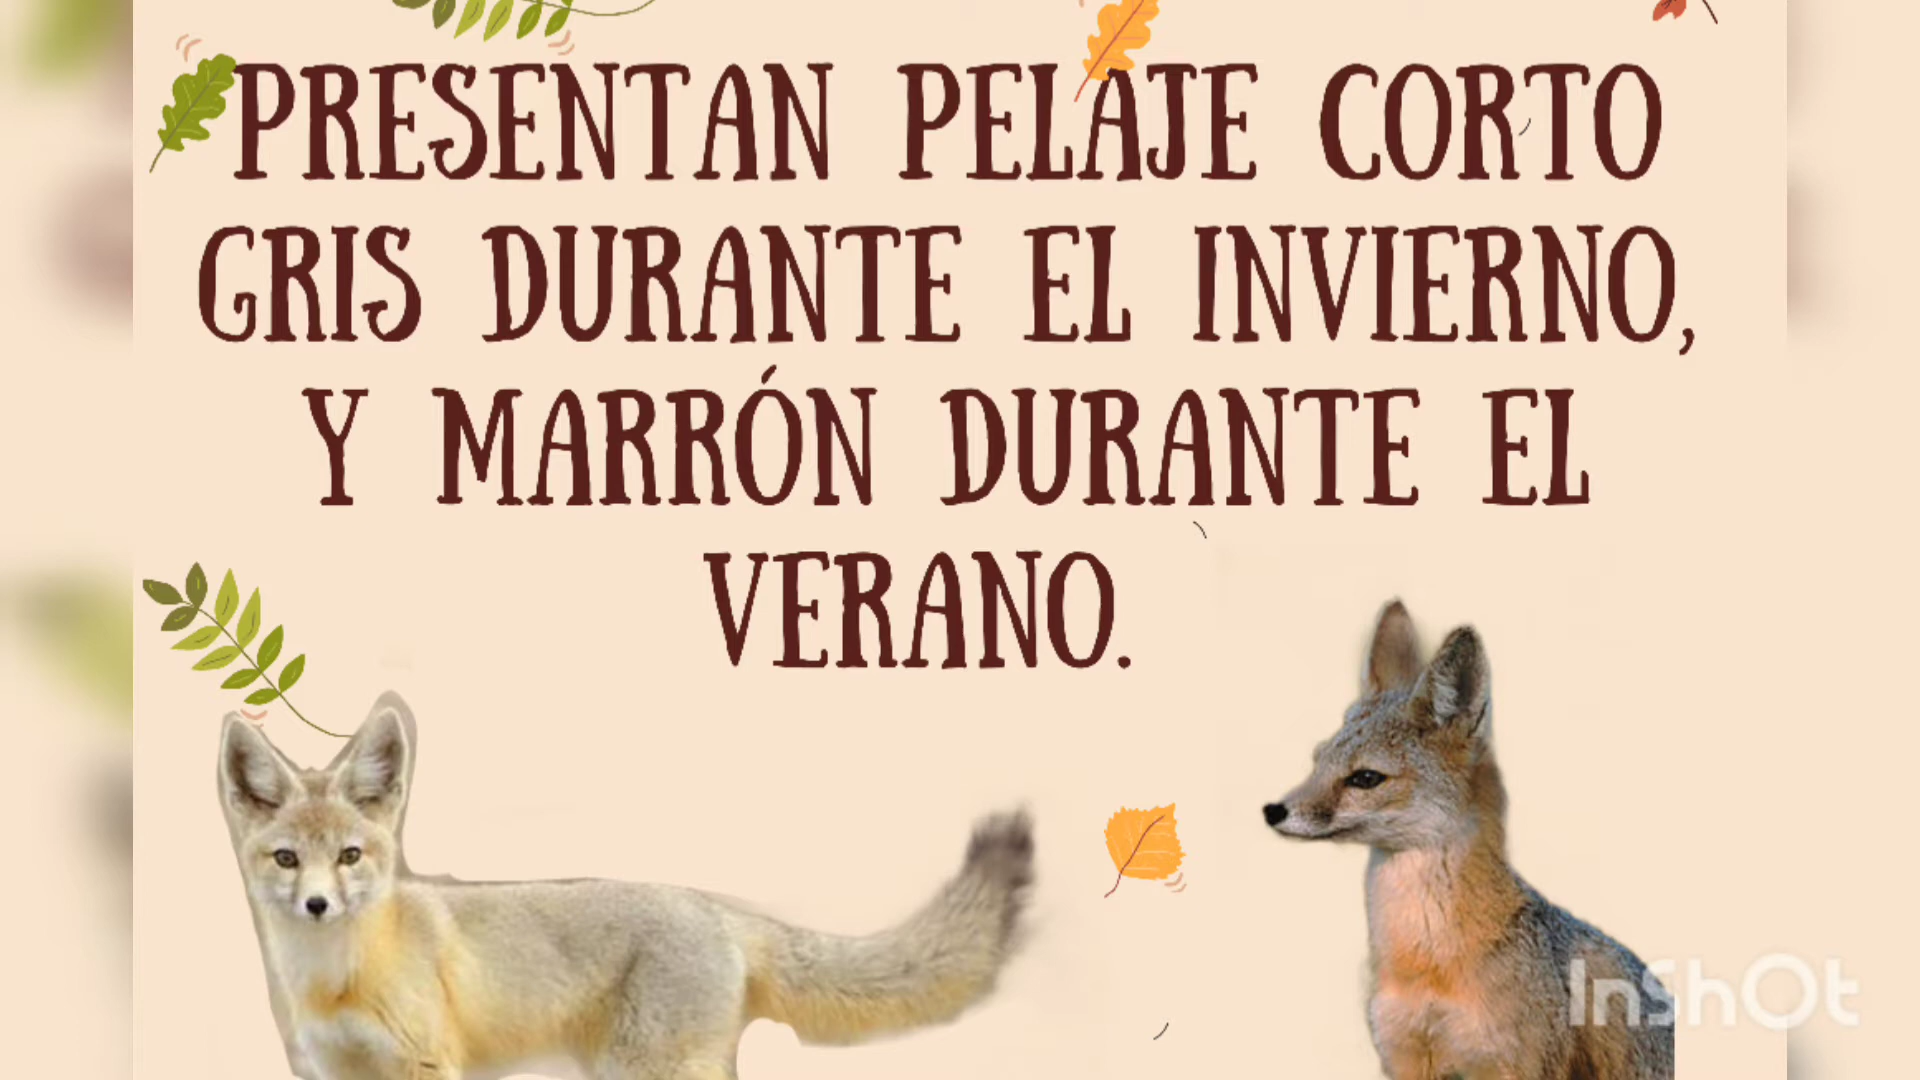 PRESENTAN PELAJE CORTO
GRIS DURANTE EL INVIERNO,
Y MARRÓN DURANTE EL
VERANO.
InShOt